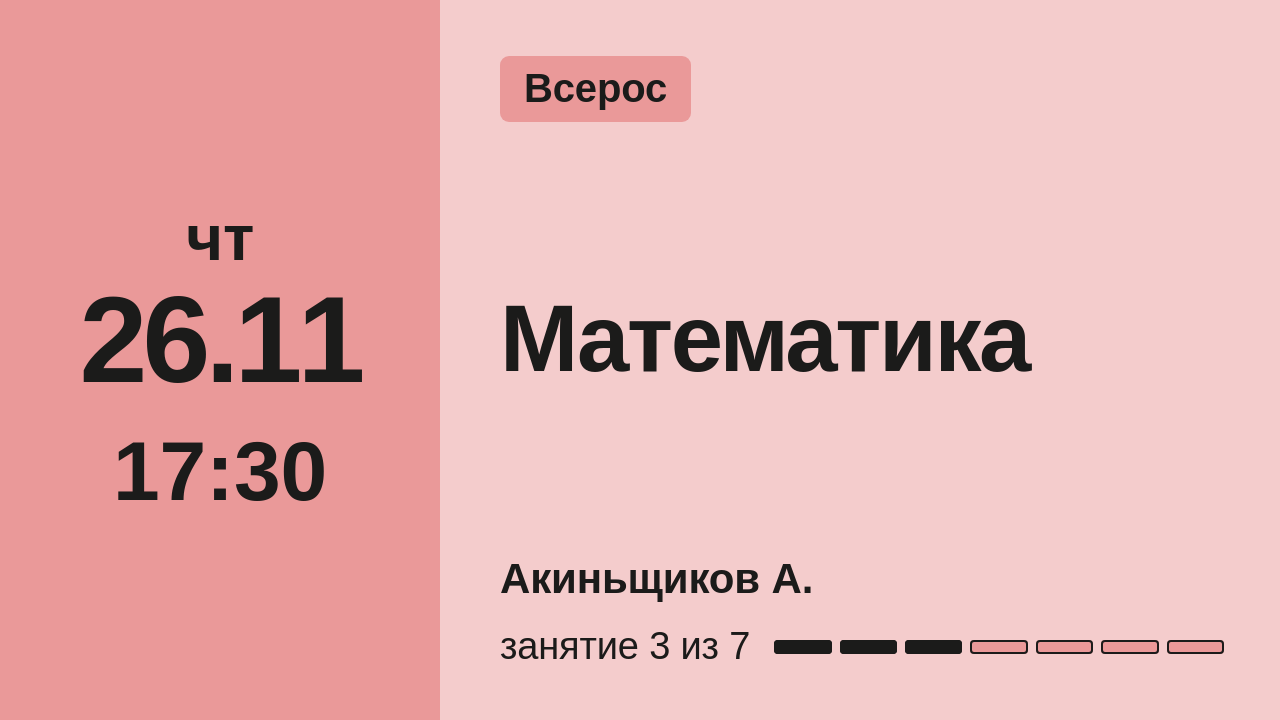 чт
26.11
17:30
Всерос
Математика
Акиньщиков А.
занятие 3 из 7